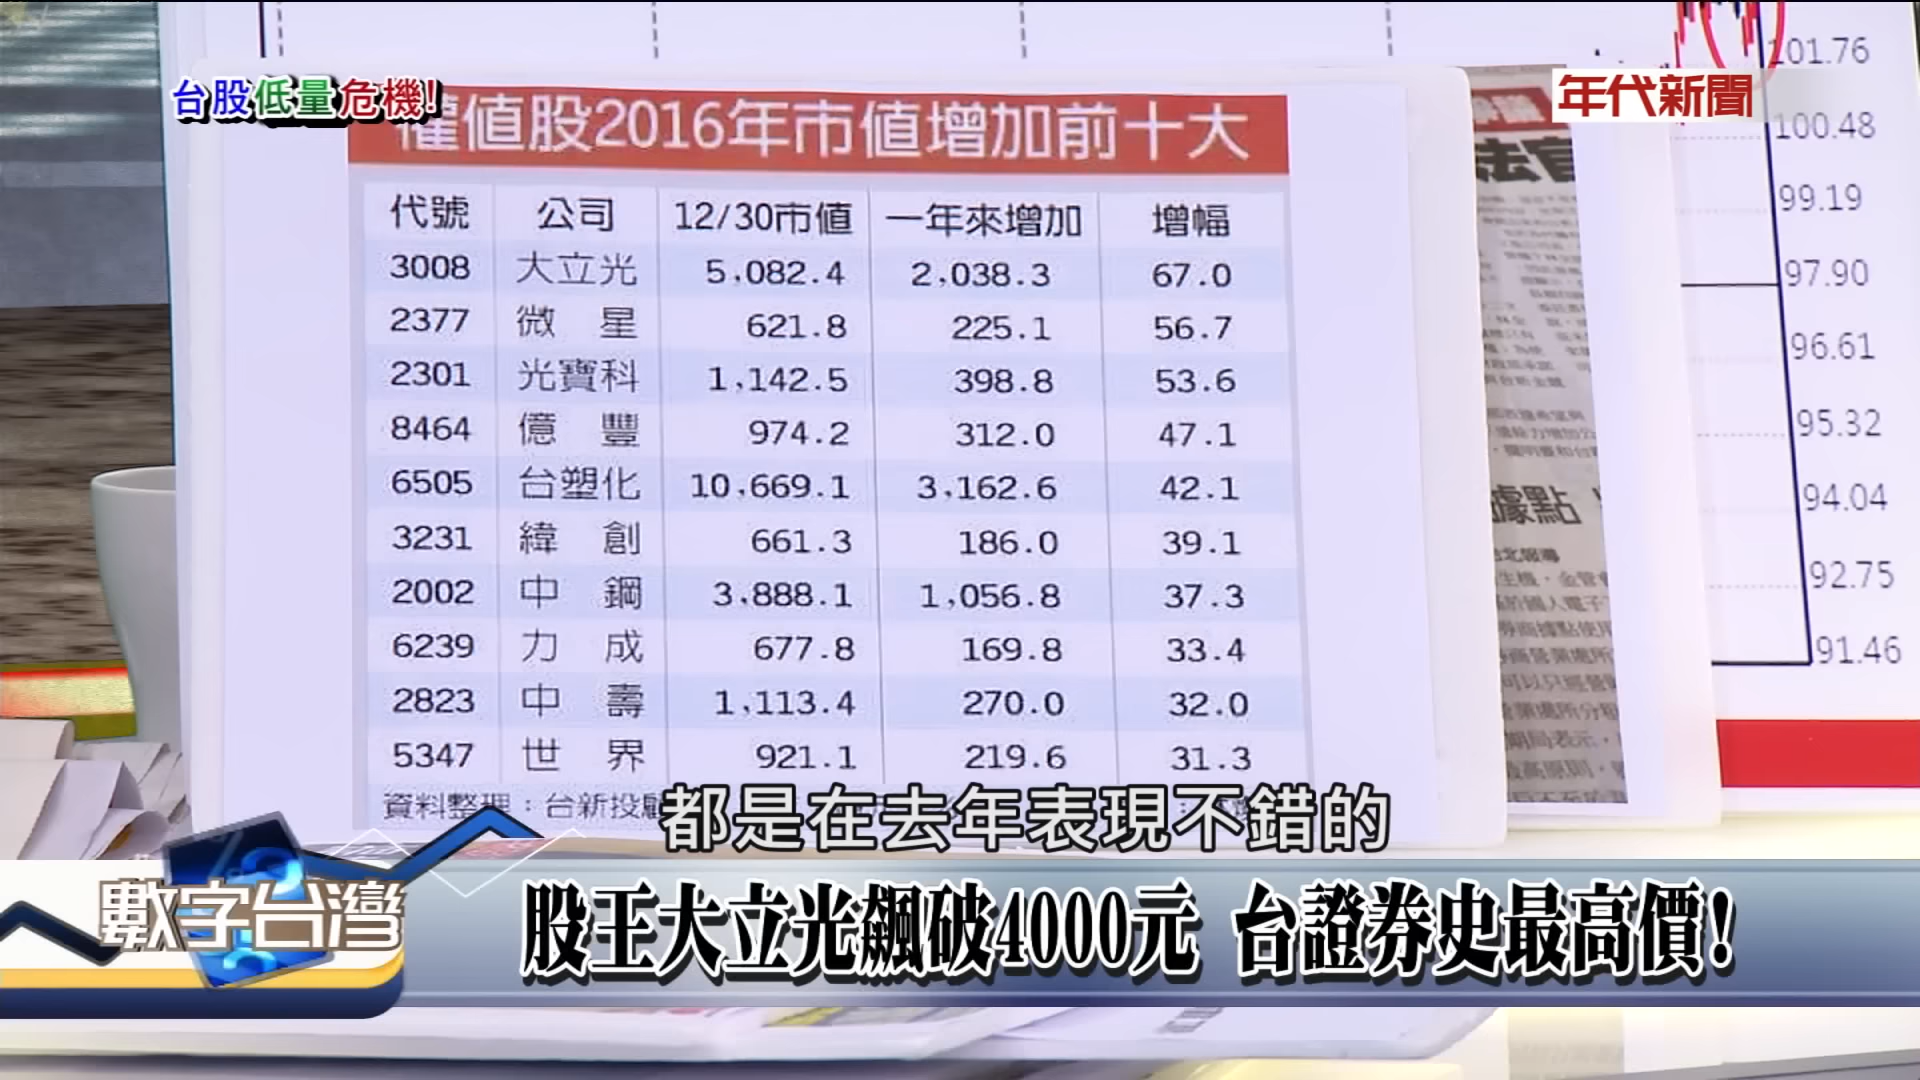 台股低量危機!
年代新聞
權值股2016年市值增加前十大
代號 公司 12/30市值 一年來增加 增幅
3008 大立光 5,082.4 2,038.3 67.0
2377 微星 621.8 225.1 56.7
2301 光寶科 1,142.5 398.8 53.6
8464 億豐 974.2 312.0 47.1
6505 台塑化 10,669.1 3,162.6 42.1
3231 緯創 661.3 186.0 39.1
2002 中鋼 3,888.1 1,056.8 37.3
6239 力成 677.8 169.8 33.4
2823 中壽 1,113.4 270.0 32.0
5347 世界 921.1 219.6 31.3
資料整理：台新投顧
101.76
100.48
99.19
97.90
96.61
95.32
94.04
92.75
91.46
法官
據點
都是在去年表現不錯的
數字台灣
股王大立光飆破4000元 台證券史最高價!